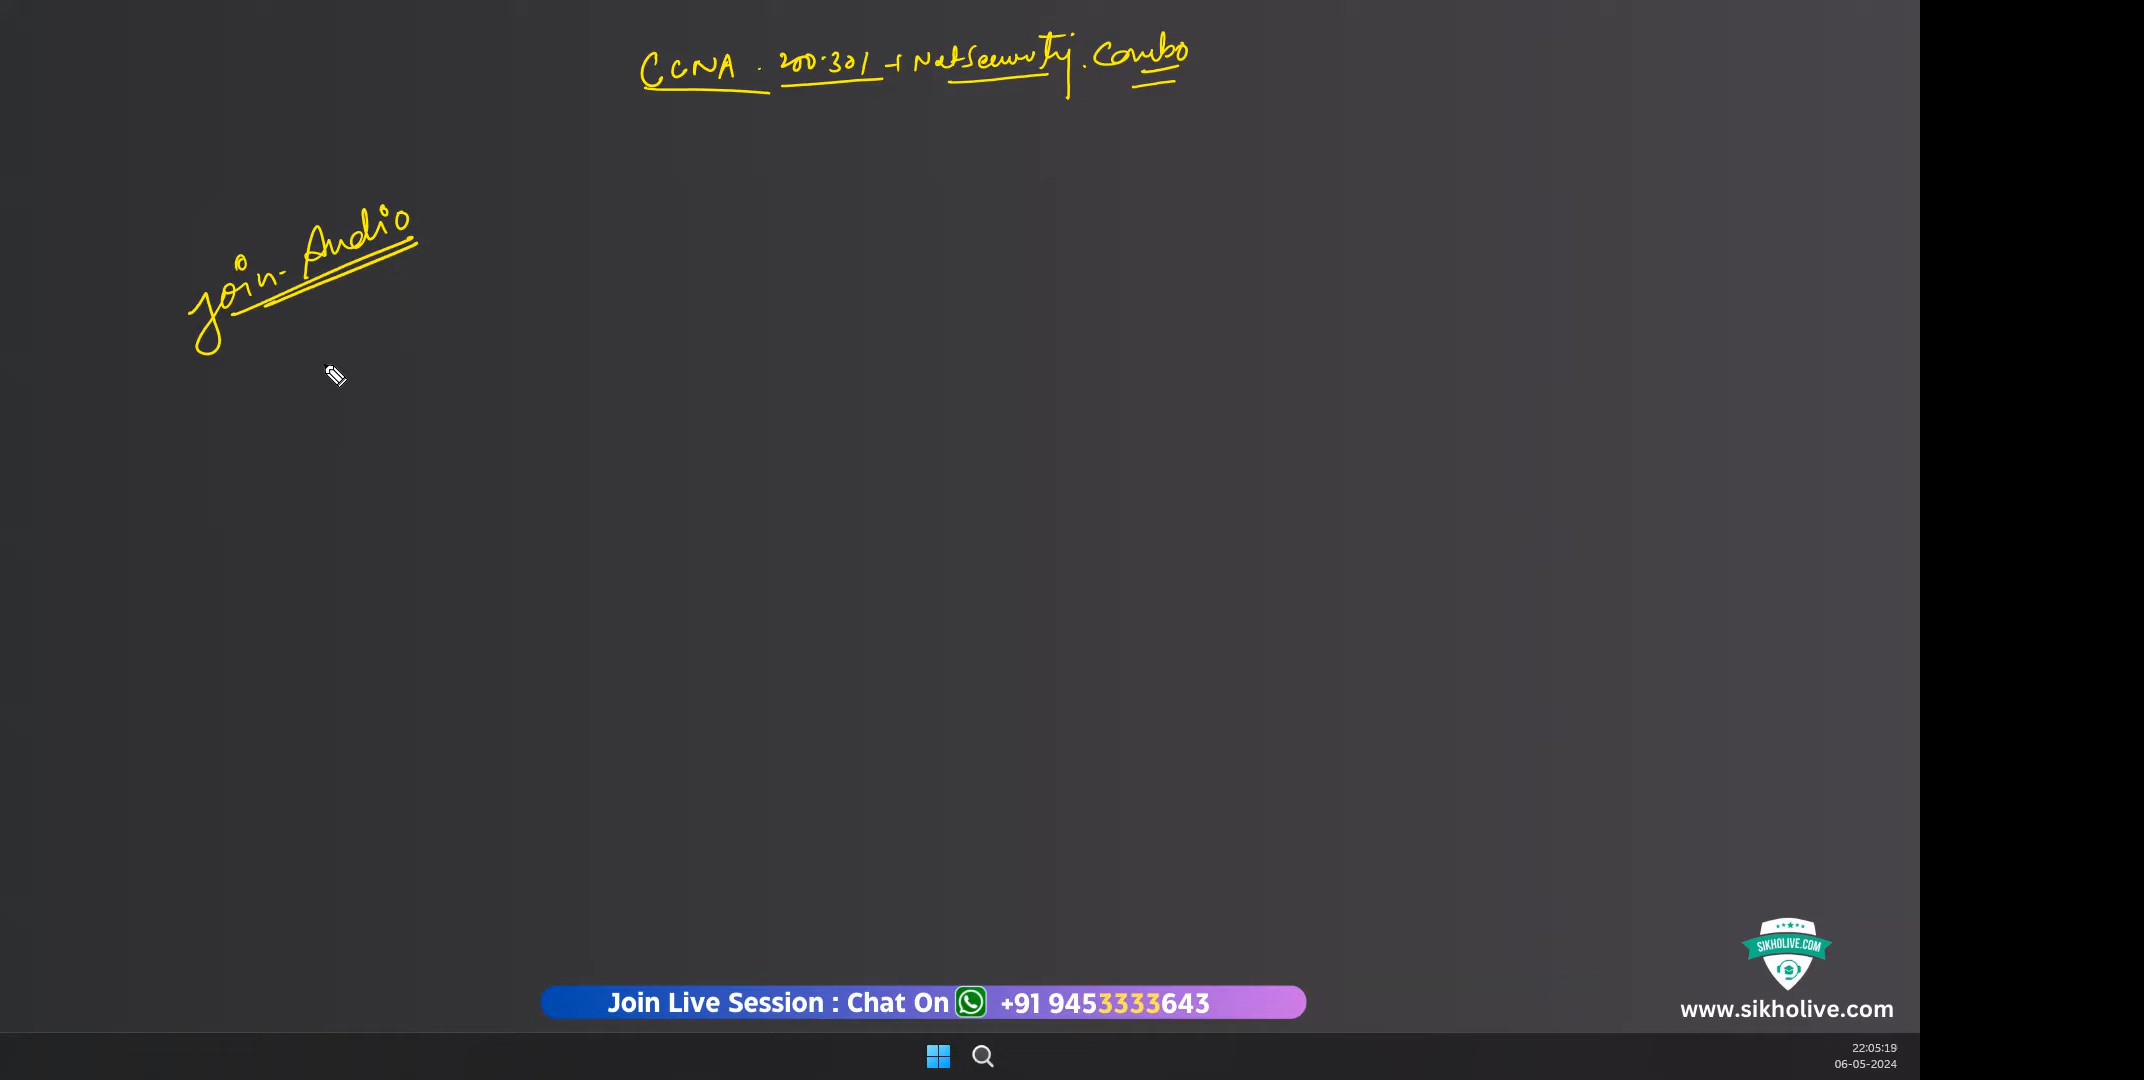 CCNA . 200.301 + NetSecurity. Combo
Join- Audio
SIKHOLIVE.COM
Join Live Session : Chat On +91 9453333643
www.sikholive.com
22:05:19
06-05-2024